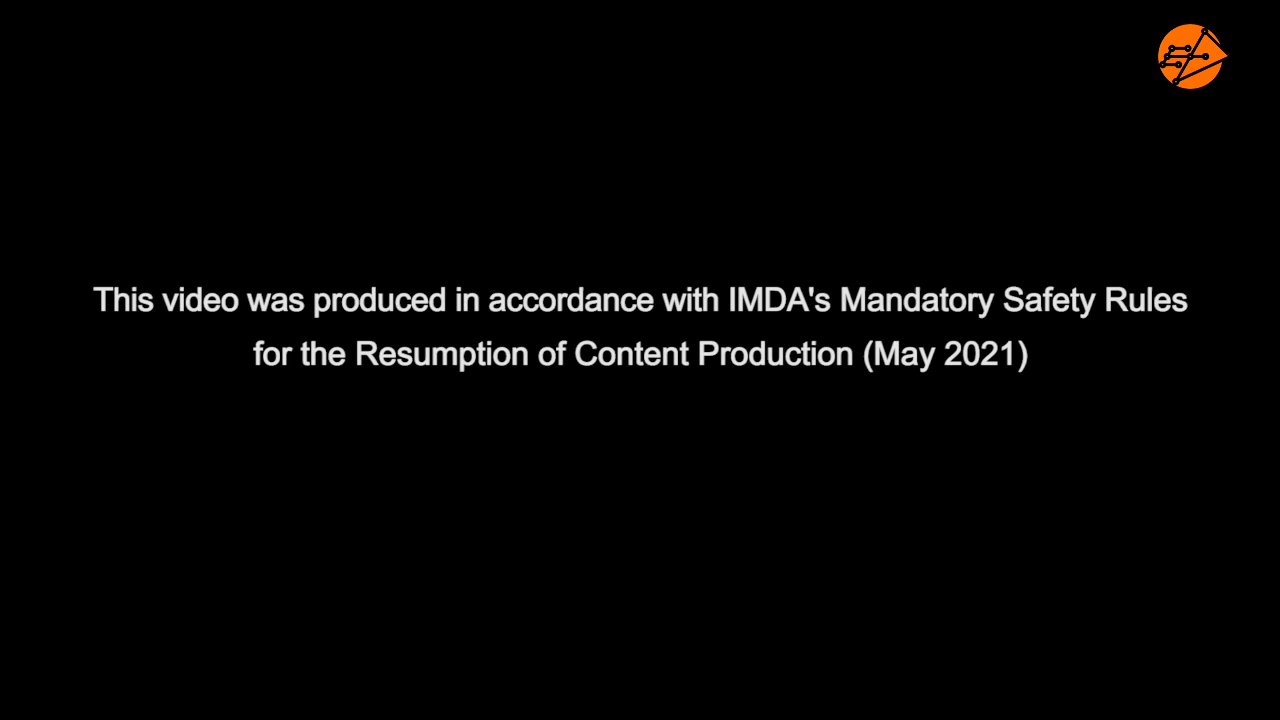 This video was produced in accordance with IMDA's Mandatory Safety Rules
for the Resumption of Content Production (May 2021)